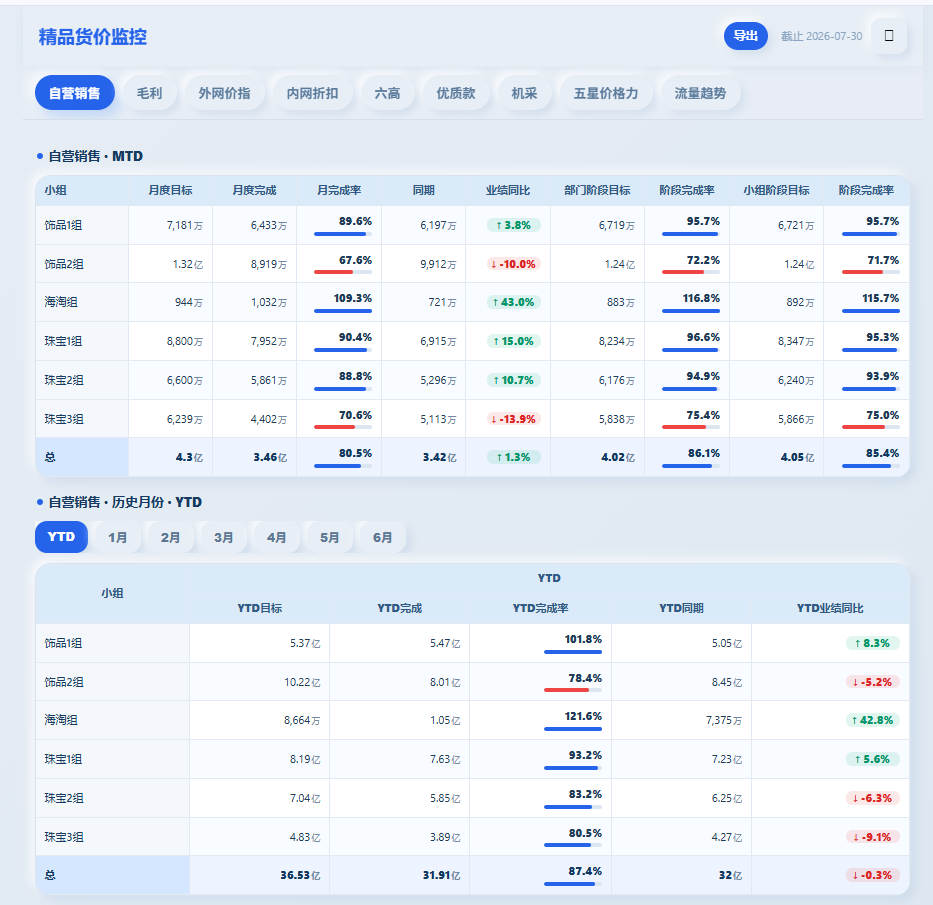 精品货价监控 导出 截止 2026-07-30
自营销售 毛利 外网价指 内网折扣 六高 优质款 机采 五星价格力 流量趋势
自营销售 · MTD
小组 月度目标 月度完成 月完成率 同期 业结同比 部门阶段目标 阶段完成率 小组阶段目标 阶段完成率
饰品1组 7,181万 6,433万 89.6% 6,197万 ↑ 3.8% 6,719万 95.7% 6,721万 95.7%
饰品2组 1.32亿 8,919万 67.6% 9,912万 ↓ -10.0% 1.24亿 72.2% 1.24亿 71.7%
海淘组 944万 1,032万 109.3% 721万 ↑ 43.0% 883万 116.8% 892万 115.7%
珠宝1组 8,800万 7,952万 90.4% 6,915万 ↑ 15.0% 8,234万 96.6% 8,347万 95.3%
珠宝2组 6,600万 5,861万 88.8% 5,296万 ↑ 10.7% 6,176万 94.9% 6,240万 93.9%
珠宝3组 6,239万 4,402万 70.6% 5,113万 ↓ -13.9% 5,838万 75.4% 5,866万 75.0%
总 4.3亿 3.46亿 80.5% 3.42亿 ↑ 1.3% 4.02亿 86.1% 4.05亿 85.4%
自营销售 · 历史月份 · YTD
YTD 1月 2月 3月 4月 5月 6月
小组 YTD
YTD目标 YTD完成 YTD完成率 YTD同期 YTD业结同比
饰品1组 5.37亿 5.47亿 101.8% 5.05亿 ↑ 8.3%
饰品2组 10.22亿 8.01亿 78.4% 8.45亿 ↓ -5.2%
海淘组 8,664万 1.05亿 121.6% 7,375万 ↑ 42.8%
珠宝1组 8.19亿 7.63亿 93.2% 7.23亿 ↑ 5.6%
珠宝2组 7.04亿 5.85亿 83.2% 6.25亿 ↓ -6.3%
珠宝3组 4.83亿 3.89亿 80.5% 4.27亿 ↓ -9.1%
总 36.53亿 31.91亿 87.4% 32亿 ↓ -0.3%